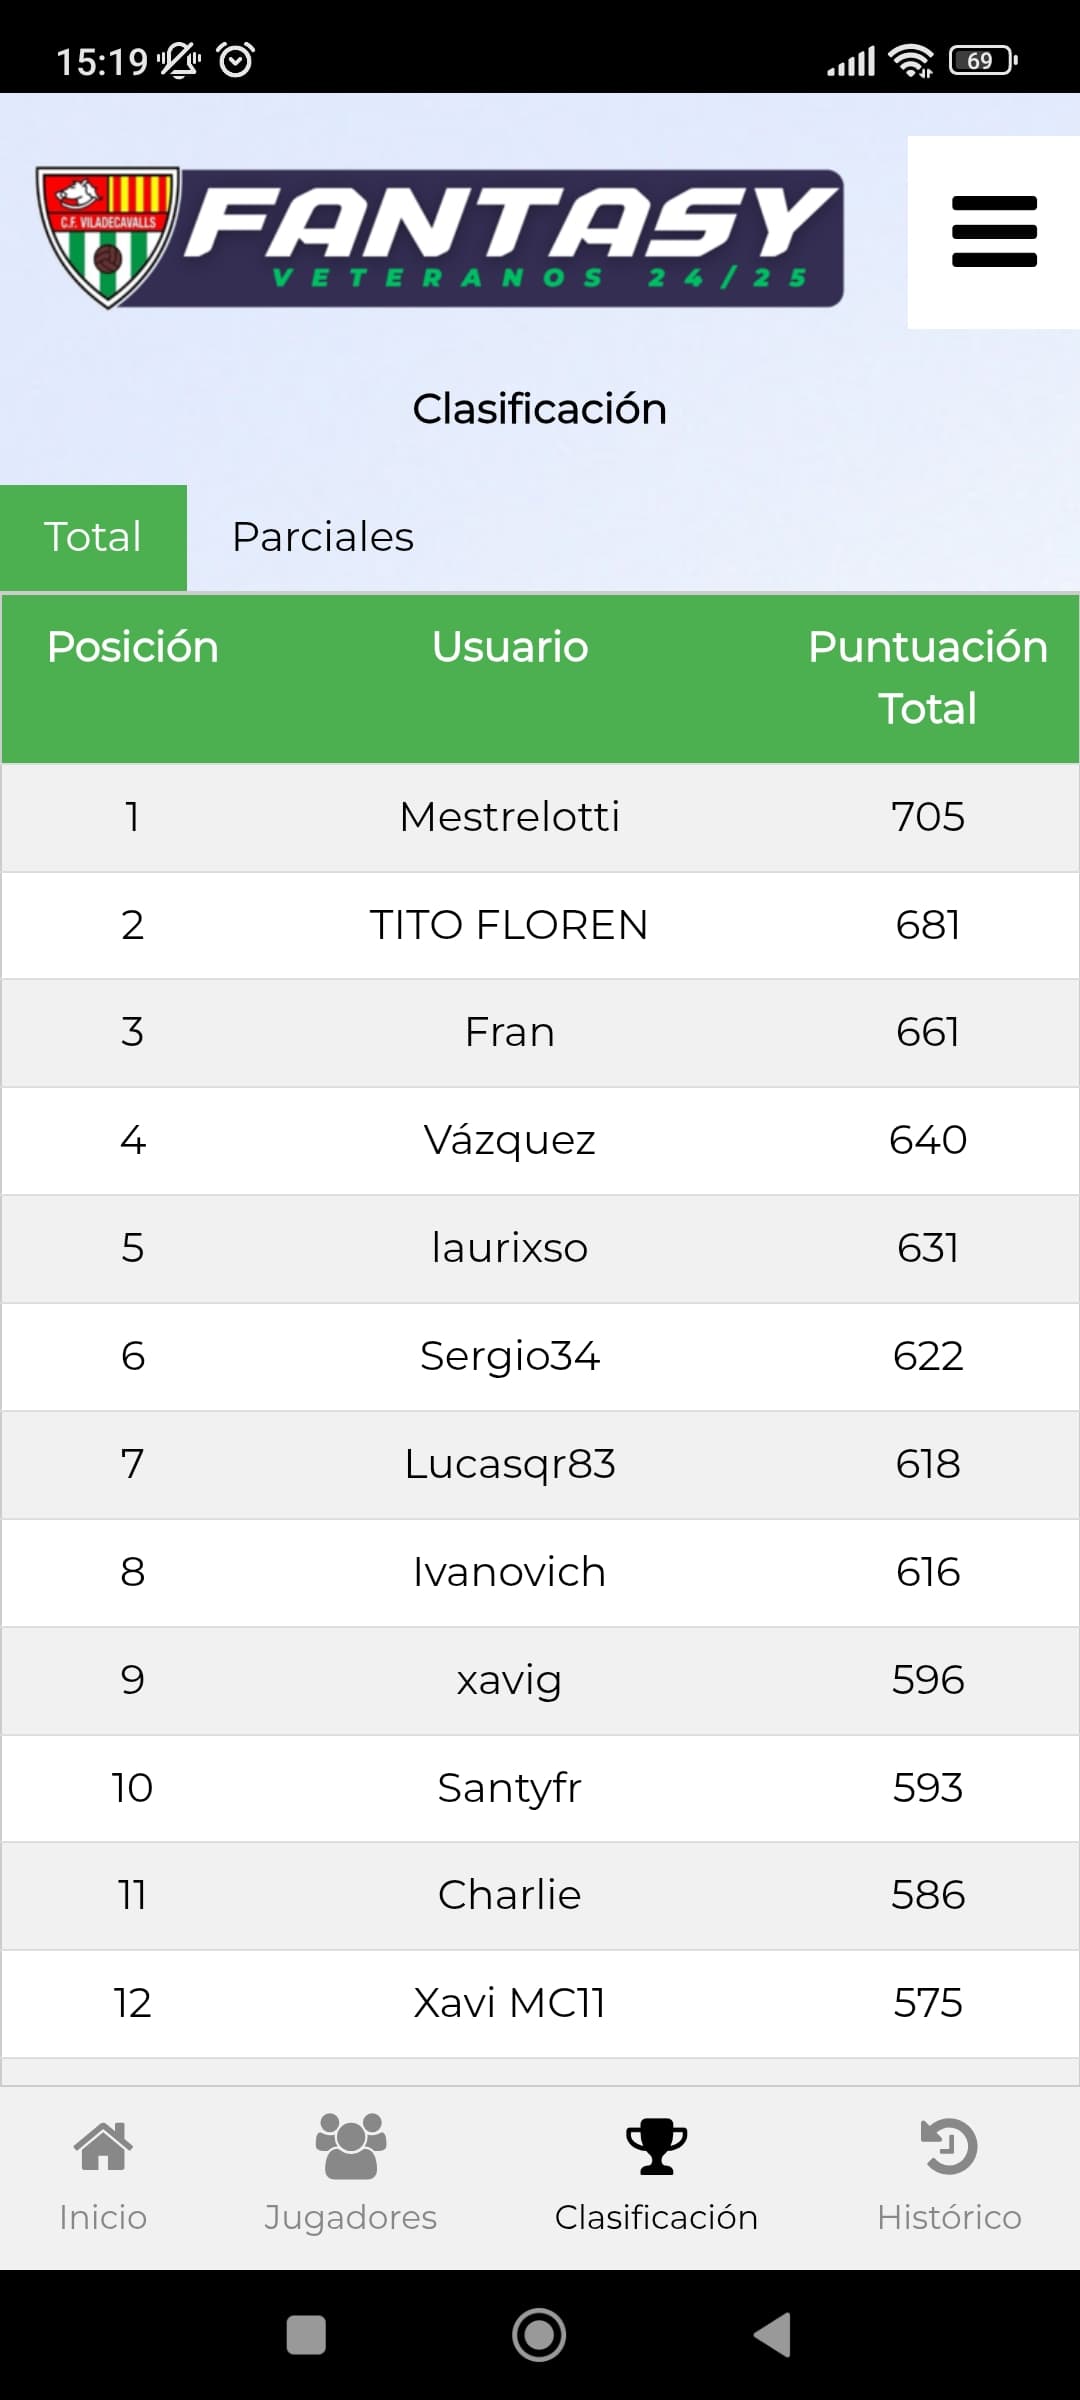 15:19
69
C.F. VILADECAVALLS
FANTASY
VETERANOS 24/25
Clasificación
Total Parciales
Posición Usuario Puntuación
Total
1 Mestrelotti 705
2 TITO FLOREN 681
3 Fran 661
4 Vázquez 640
5 laurixso 631
6 Sergio34 622
7 Lucasqr83 618
8 Ivanovich 616
9 xavig 596
10 Santyfr 593
11 Charlie 586
12 Xavi MC11 575
Inicio Jugadores Clasificación Histórico